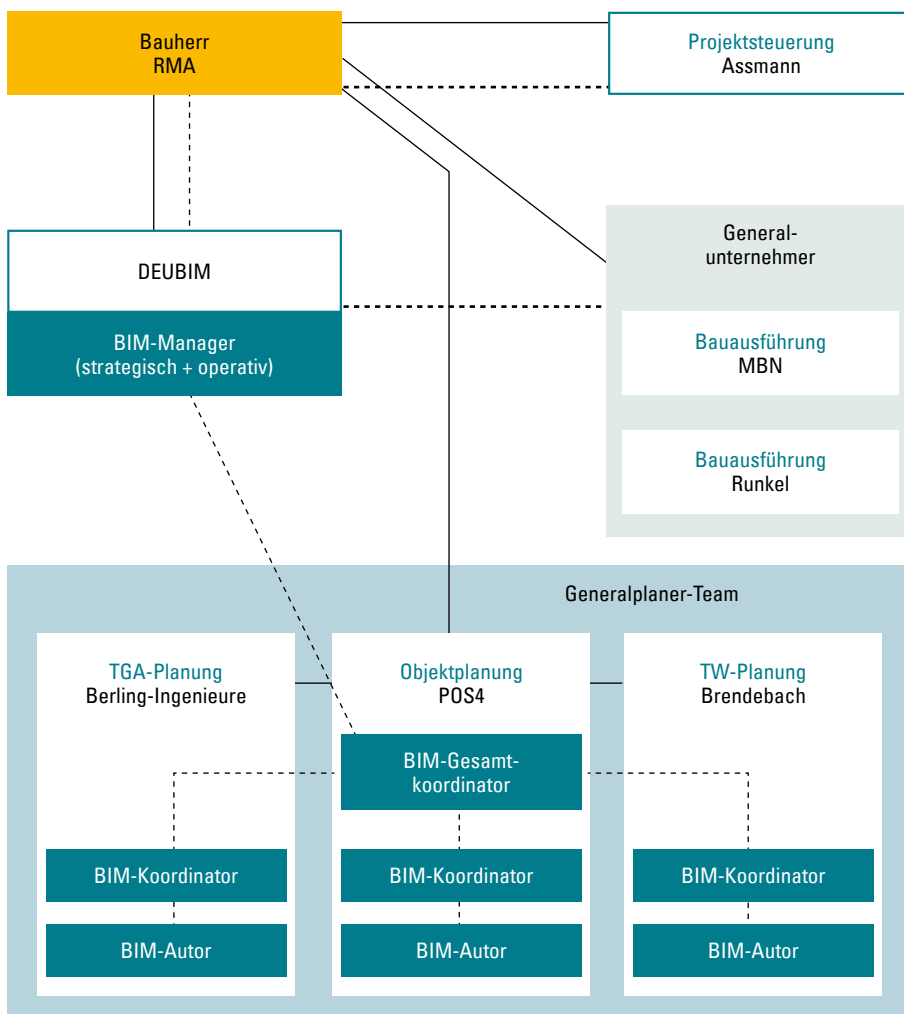 Bauherr
RMA
Projektsteuerung
Assmann
DEUBIM
BIM-Manager
(strategisch + operativ)
General-
unternehmer
Bauausführung
MBN
Bauausführung
Runkel
Generalplaner-Team
TGA-Planung
Berling-Ingenieure
Objektplanung
POS4
TW-Planung
Brendebach
BIM-Gesamt-
koordinator
BIM-Koordinator
BIM-Koordinator
BIM-Koordinator
BIM-Autor
BIM-Autor
BIM-Autor